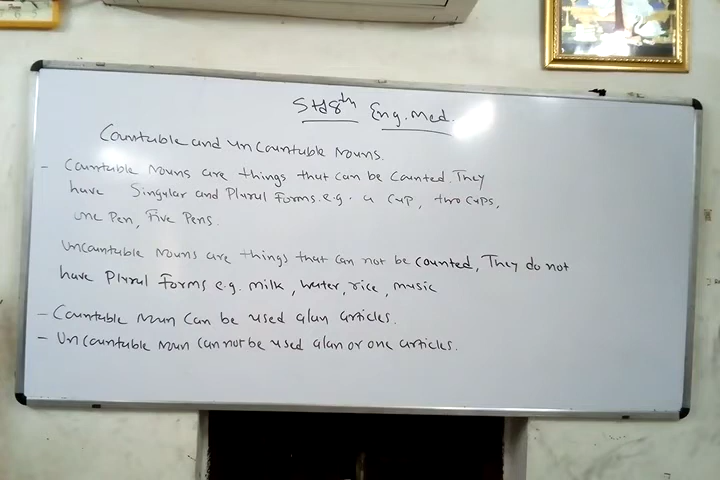 Std 8th Eng. Med.
Countable and Uncountable Nouns.
- Countable Nouns are things that can be counted. They
have Singular and Plural Forms. e.g. a cup, two cups,
one Pen, Five Pens.
Uncountable Nouns are things that can not be counted, They do not
have Plural Forms e.g. milk, water, rice, music
- Countable Noun Can be used a/an articles.
- Uncountable Noun Can not be used a/an or one articles.